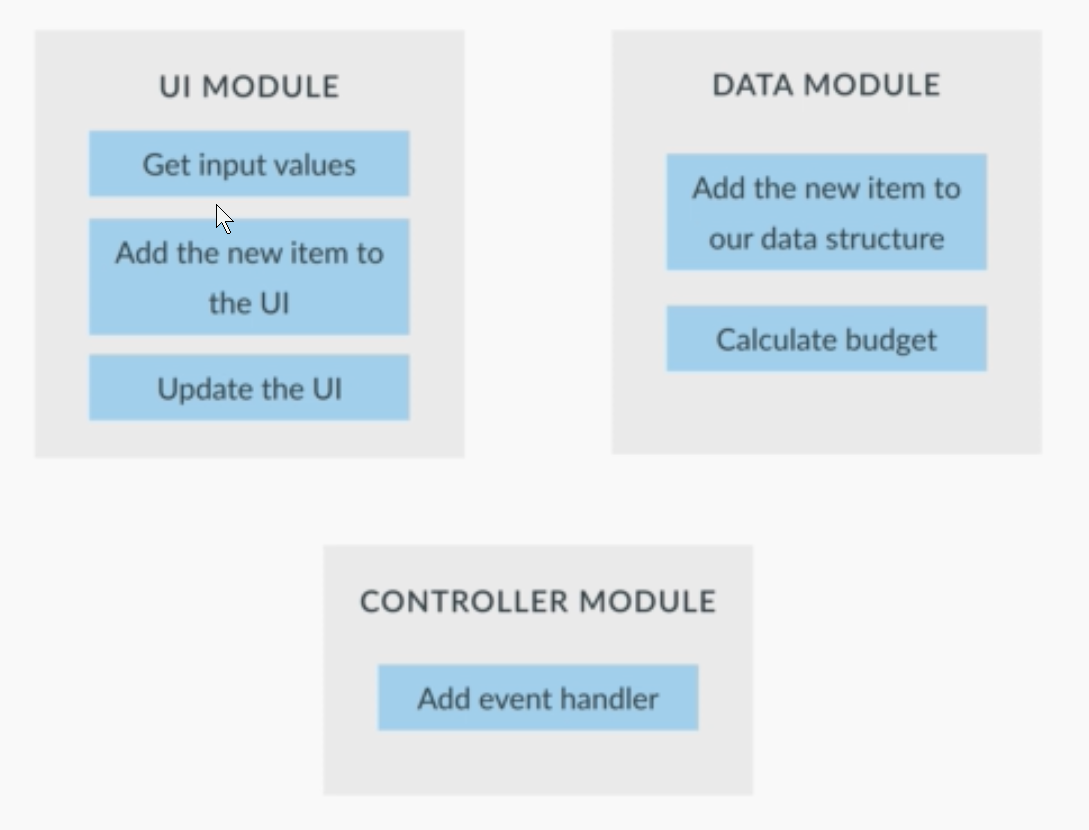 UI MODULE
Get input values
Add the new item to
the UI
Update the UI
DATA MODULE
Add the new item to
our data structure
Calculate budget
CONTROLLER MODULE
Add event handler